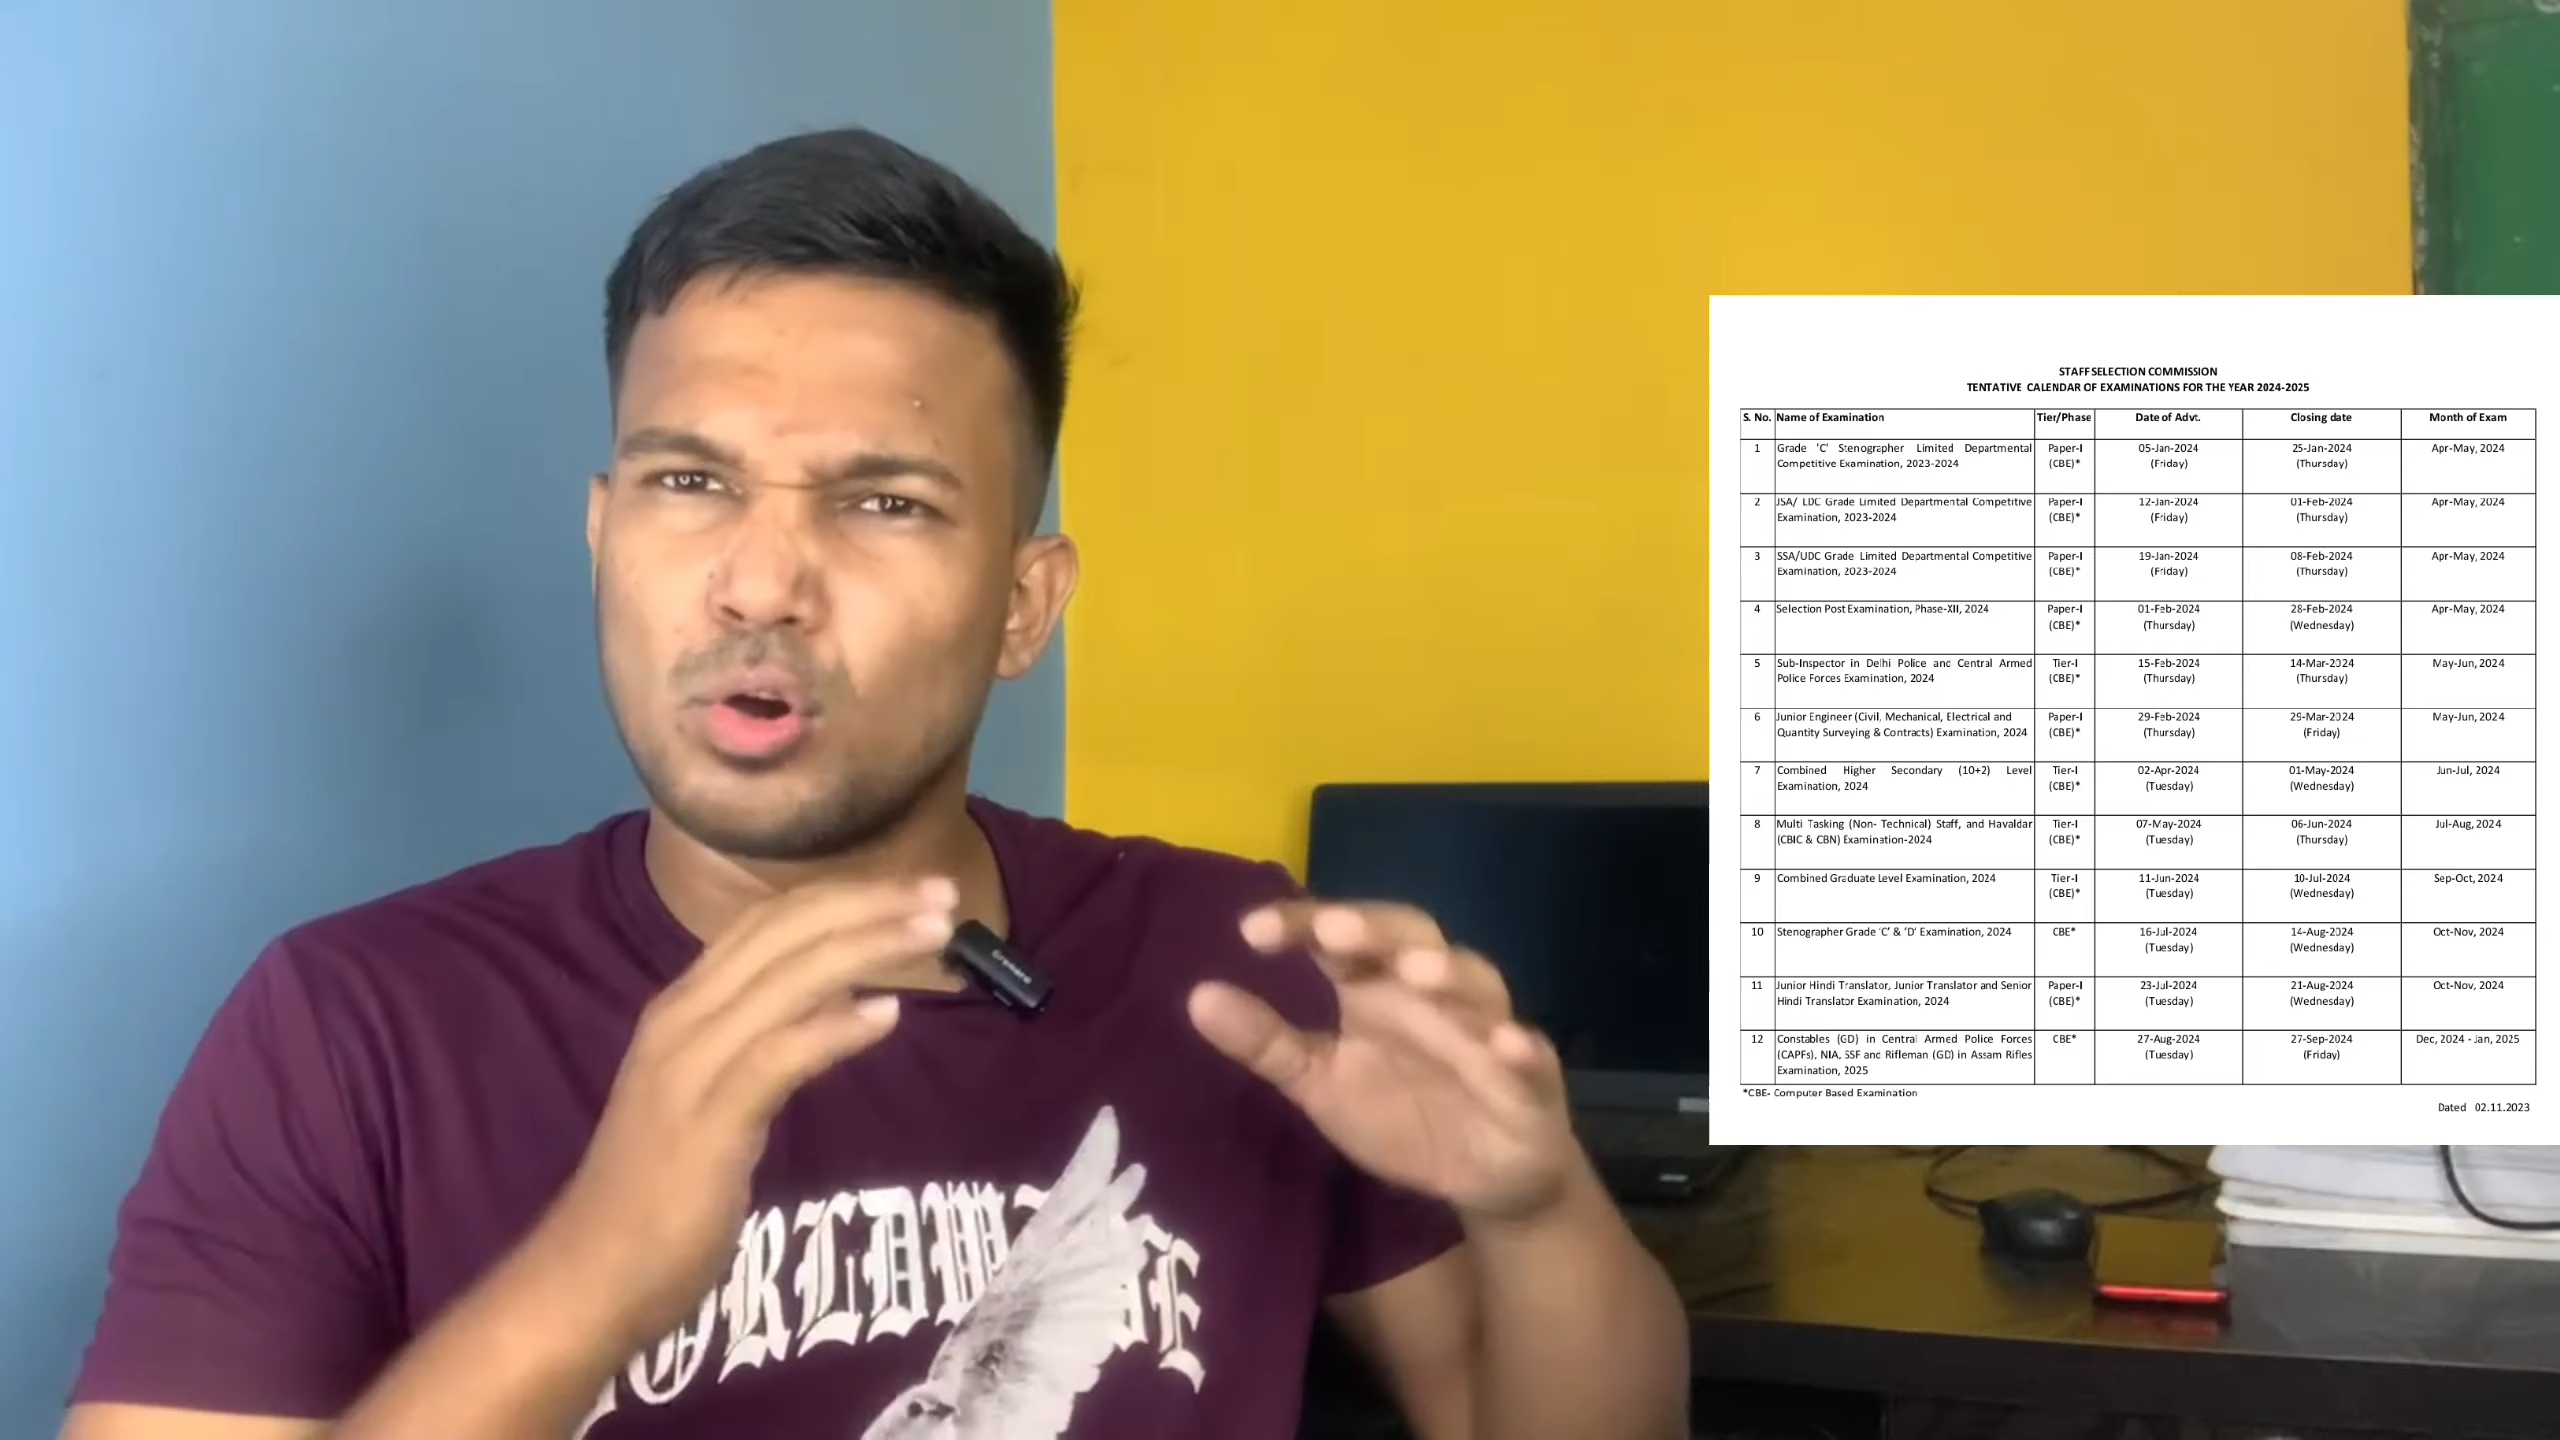 STAFF SELECTION COMMISSION
TENTATIVE CALENDAR OF EXAMINATIONS FOR THE YEAR 2024-2025
S. No. Name of Examination Tier/Phase Date of Advt. Closing date Month of Exam
1 Grade 'C' Stenographer Limited Departmental Paper-I 05-Jan-2024 25-Jan-2024 Apr-May, 2024
Competitive Examination, 2023-2024 (CBE)* (Friday) (Thursday)
2 JSA/ LDC Grade Limited Departmental Competitive Paper-I 12-Jan-2024 01-Feb-2024 Apr-May, 2024
Examination, 2023-2024 (CBE)* (Friday) (Thursday)
3 SSA/UDC Grade Limited Departmental Competitive Paper-I 19-Jan-2024 08-Feb-2024 Apr-May, 2024
Examination, 2023-2024 (CBE)* (Friday) (Thursday)
4 Selection Post Examination, Phase-XII, 2024 Paper-I 01-Feb-2024 28-Feb-2024 Apr-May, 2024
(CBE)* (Thursday) (Wednesday)
5 Sub-Inspector in Delhi Police and Central Armed Tier-I 15-Feb-2024 14-Mar-2024 May-Jun, 2024
Police Forces Examination, 2024 (CBE)* (Thursday) (Thursday)
6 Junior Engineer (Civil, Mechanical, Electrical and Paper-I 29-Feb-2024 29-Mar-2024 May-Jun, 2024
Quantity Surveying & Contracts) Examination, 2024 (CBE)* (Thursday) (Friday)
7 Combined Higher Secondary (10+2) Level Tier-I 02-Apr-2024 01-May-2024 Jun-Jul, 2024
Examination, 2024 (CBE)* (Tuesday) (Wednesday)
8 Multi Tasking (Non- Technical) Staff, and Havaldar Tier-I 07-May-2024 06-Jun-2024 Jul-Aug, 2024
(CBIC & CBN) Examination-2024 (CBE)* (Tuesday) (Thursday)
9 Combined Graduate Level Examination, 2024 Tier-I 11-Jun-2024 10-Jul-2024 Sep-Oct, 2024
(CBE)* (Tuesday) (Wednesday)
10 Stenographer Grade 'C' & 'D' Examination, 2024 CBE* 16-Jul-2024 14-Aug-2024 Oct-Nov, 2024
(Tuesday) (Wednesday)
11 Junior Hindi Translator, Junior Translator and Senior Paper-I 23-Jul-2024 21-Aug-2024 Oct-Nov, 2024
Hindi Translator Examination, 2024 (CBE)* (Tuesday) (Wednesday)
12 Constables (GD) in Central Armed Police Forces CBE* 27-Aug-2024 27-Sep-2024 Dec, 2024 - Jan, 2025
(CAPFs), NIA, SSF and Rifleman (GD) in Assam Rifles (Tuesday) (Friday)
Examination, 2025
*CBE- Computer Based Examination
Dated 02.11.2023